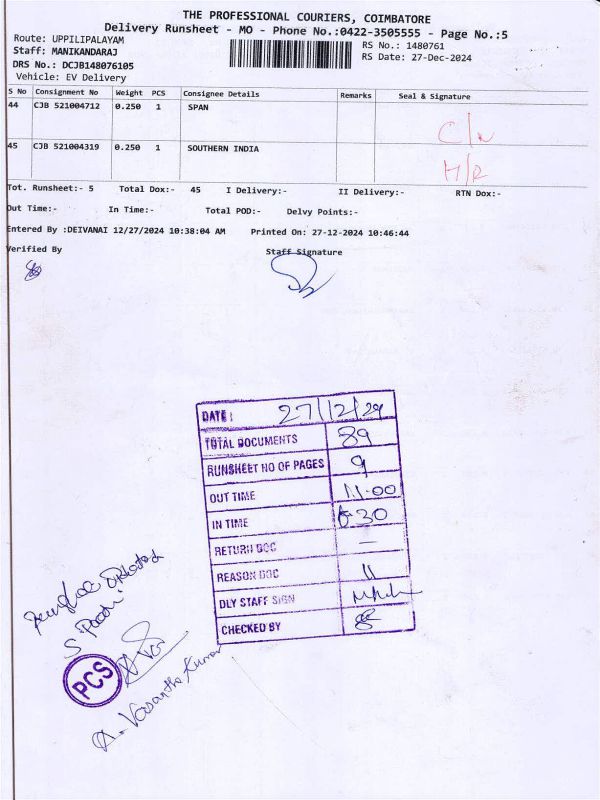 THE PROFESSIONAL COURIERS, COIMBATORE
Delivery Runsheet - MO - Phone No.:0422-3505555 - Page No.:5
Route: UPPILIPALAYAM
RS No.: 1480761
Staff: MANIKANDARAJ
RS Date: 27-Dec-2024
DRS No.: DCJB148076105
Vehicle: EV Delivery
S No Consignment No Weight PCS Consignee Details Remarks Seal & Signature
44 CJB 521004712 0.250 1 SPAN
45 CJB 521004319 0.250 1 SOUTHERN INDIA
Tot. Runsheet:- 5 Total Dox:- 45 I Delivery:- II Delivery:- RTN Dox:-
Out Time:- In Time:- Total POD:- Delvy Points:-
Entered By :DEIVANAI 12/27/2024 10:38:04 AM Printed On: 27-12-2024 10:46:44
Verified By Staff Signature
DATE: 27/12/24
TOTAL DOCUMENTS 89
RUNSHEET NO OF PAGES 9
OUT TIME 11.00
IN TIME 6.30
RETURN DOC —
REASON DOC 11
DLY STAFF SIGN
CHECKED BY
PCS
A. Vasantha Kumar